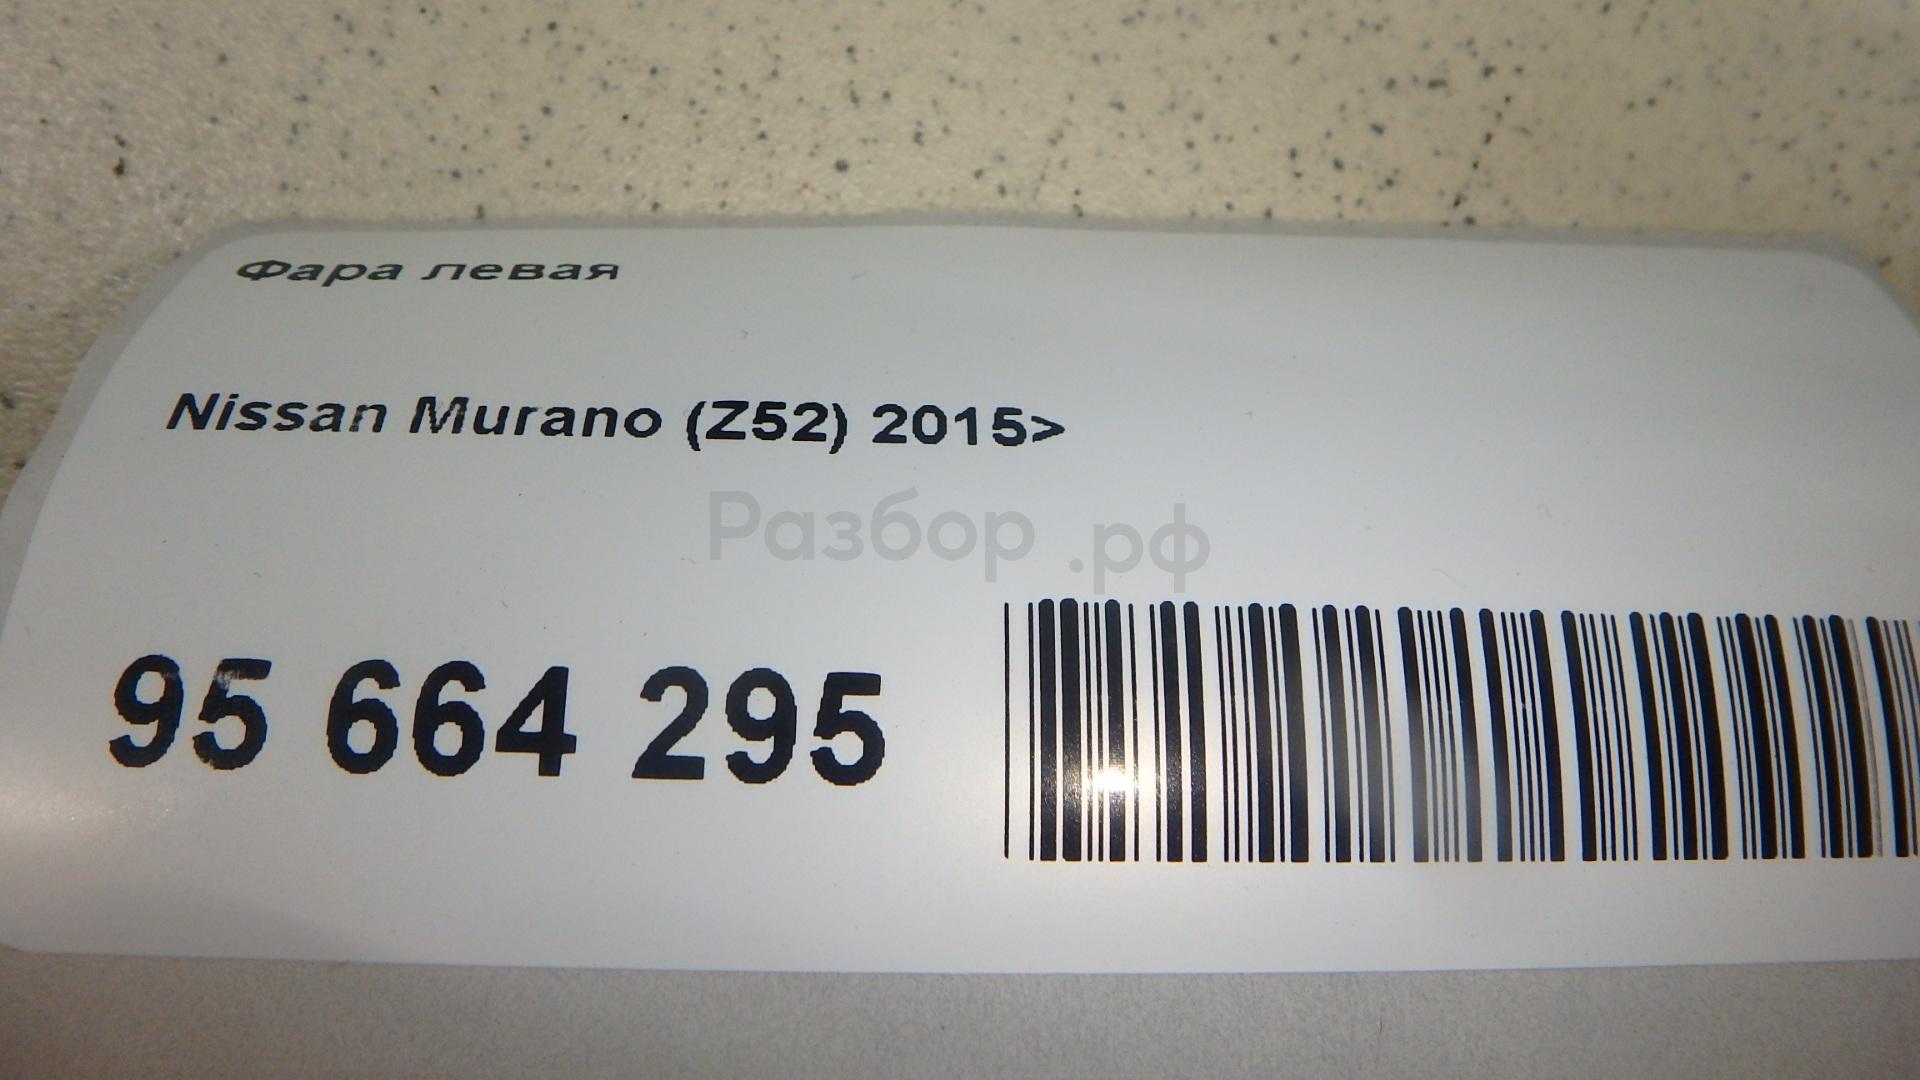 Фара левая
Nissan Murano (Z52) 2015>
Разбор.рф
95 664 295